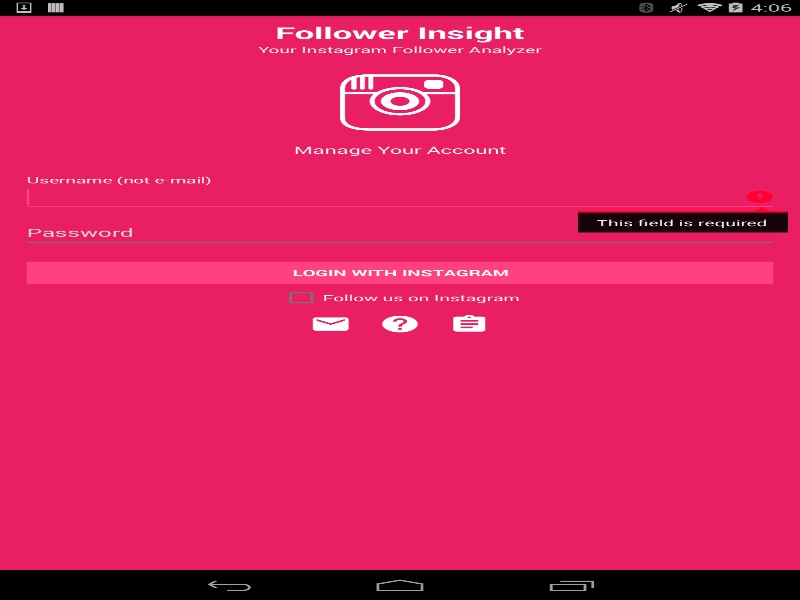 4:06
Follower Insight
Your Instagram Follower Analyzer
Manage Your Account
Username (not e-mail)
This field is required
Password
LOGIN WITH INSTAGRAM
Follow us on Instagram